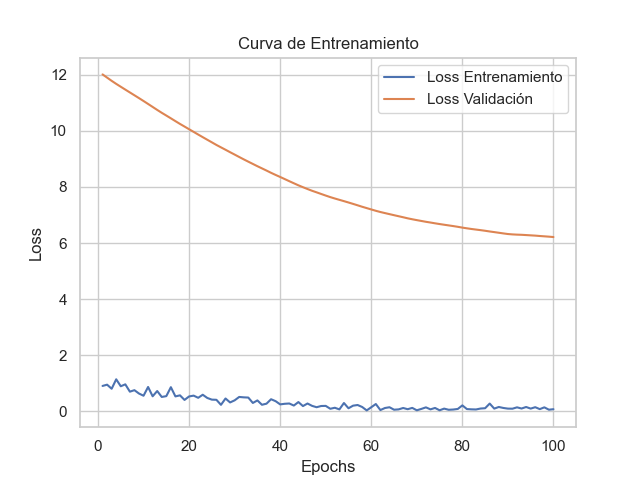 Curva de Entrenamiento
Loss Entrenamiento
Loss Validación
12
10
8
6
4
2
0
Loss
0 20 40 60 80 100
Epochs